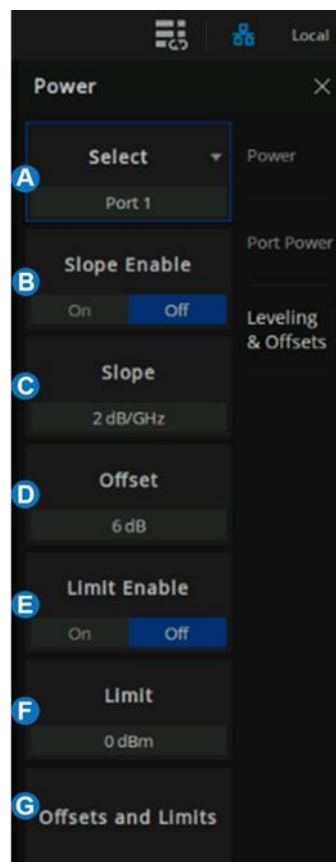 Local
Power
A
Select
Port 1
Power
B
Slope Enable
On Off
Port Power
C
Slope
2 dB/GHz
Leveling
& Offsets
D
Offset
6 dB
E
Limit Enable
On Off
F
Limit
0 dBm
G
Offsets and Limits